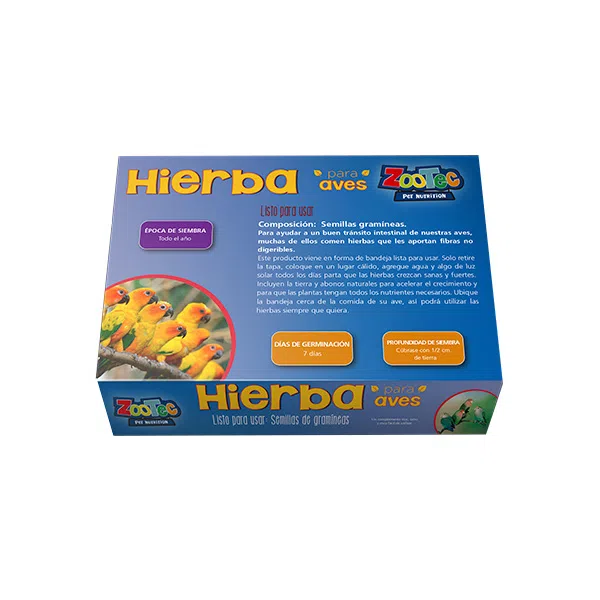 Hierba para aves
ZooTec
PET NUTRITION
Listo para usar
ÉPOCA DE SIEMBRA
Todo el año
Composición: Semillas gramíneas.
Para ayudar a un buen tránsito intestinal de nuestras aves,
muchas de ellos comen hierbas que les aportan fibras no
digeribles.
Este producto viene en forma de bandeja lista para usar. Solo retire
la tapa, coloque en un lugar cálido, agregue agua y algo de luz
solar todos los días parta que las hierbas crezcan sanas y fuertes.
Incluyen la tierra y abonos naturales para acelerar el crecimiento y
para que las plantas tengan todos los nutrientes necesarios. Ubique
la bandeja cerca de la comida de su ave, así podrá utilizar las
hierbas siempre que quiera.
DÍAS DE GERMINACIÓN
7 días
PROFUNDIDAD DE SIEMBRA
Cúbrase con 1/2 cm.
de tierra
ZooTec
PET NUTRITION
Hierba para aves
Listo para usar· Semillas de gramíneas